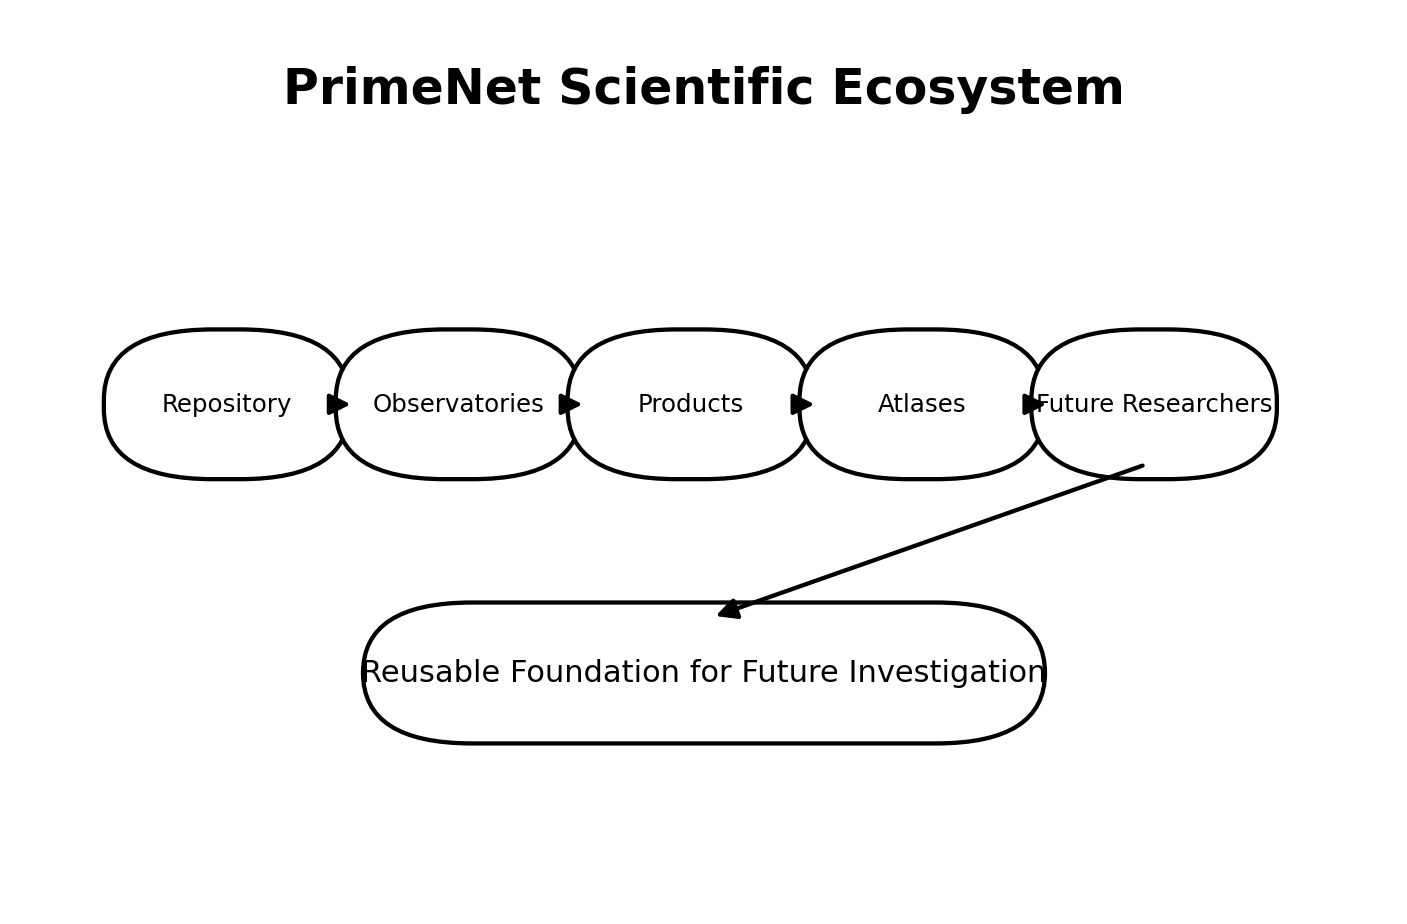 PrimeNet Scientific Ecosystem
Repository
Observatories
Products
Atlases
Future Researchers
Reusable Foundation for Future Investigation